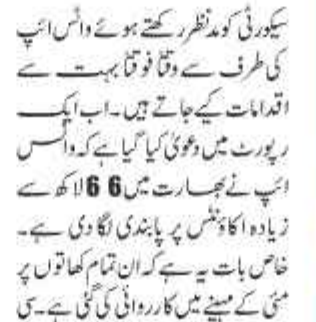 سیکورٹی کو مدنظر رکھتے ہوئے واٹس ایپ
کی طرف سے وقتاً فوقتاً بہت سے
اقدامات کیے جاتے ہیں۔ اب ایک
رپورٹ میں دعویٰ کیا گیا ہے کہ واٹس
ایپ نے بھارت میں 6 6 لاکھ سے
زیادہ اکاؤنٹس پر پابندی لگا دی ہے۔
خاص بات یہ ہے کہ ان تمام کھاتوں پر
مئی کے مہینے میں کارروائی کی گئی ہے۔ سی